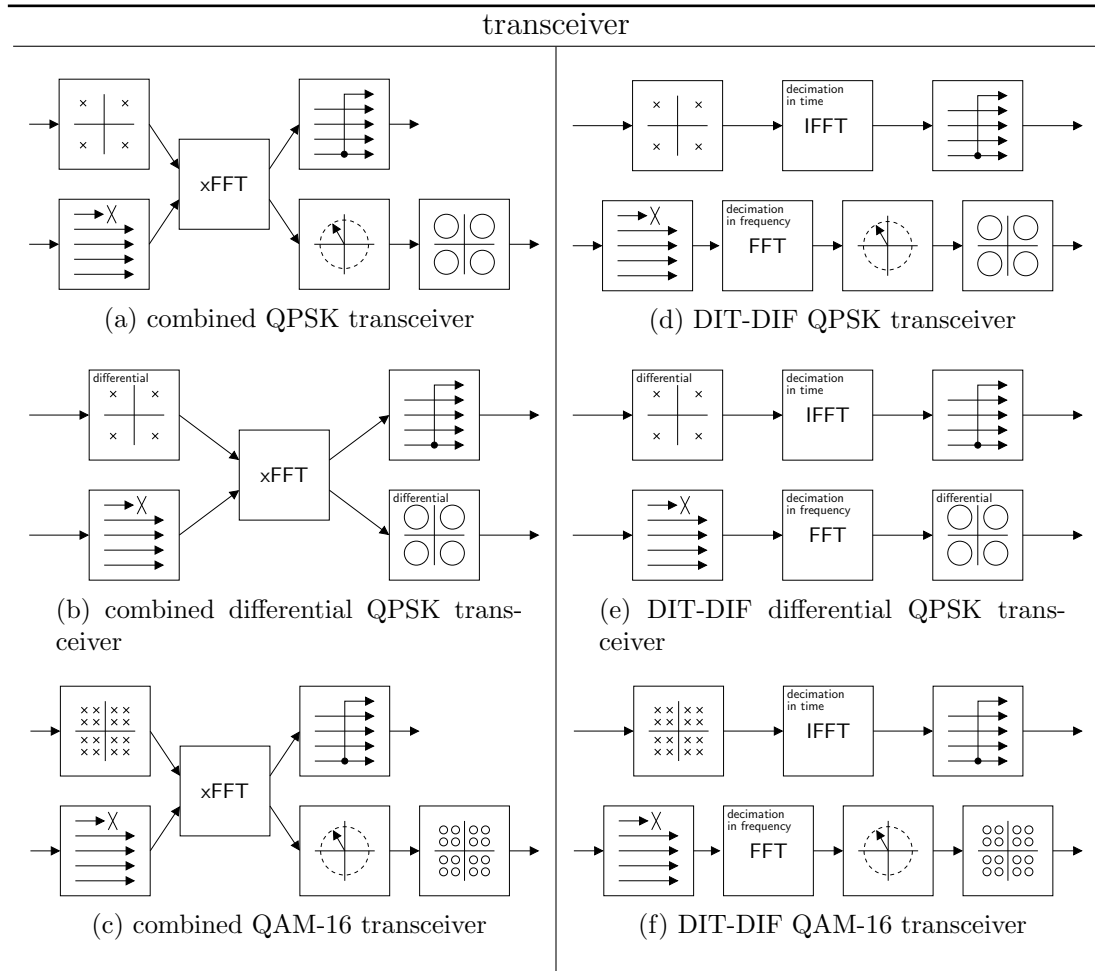 transceiver
xFFT
(a) combined QPSK transceiver
differential
xFFT
differential
(b) combined differential QPSK trans-
ceiver
xFFT
(c) combined QAM-16 transceiver
decimation
in time
IFFT
decimation
in frequency
FFT
(d) DIT-DIF QPSK transceiver
differential
decimation
in time
IFFT
decimation
in frequency
FFT
differential
(e) DIT-DIF differential QPSK trans-
ceiver
decimation
in time
IFFT
decimation
in frequency
FFT
(f) DIT-DIF QAM-16 transceiver